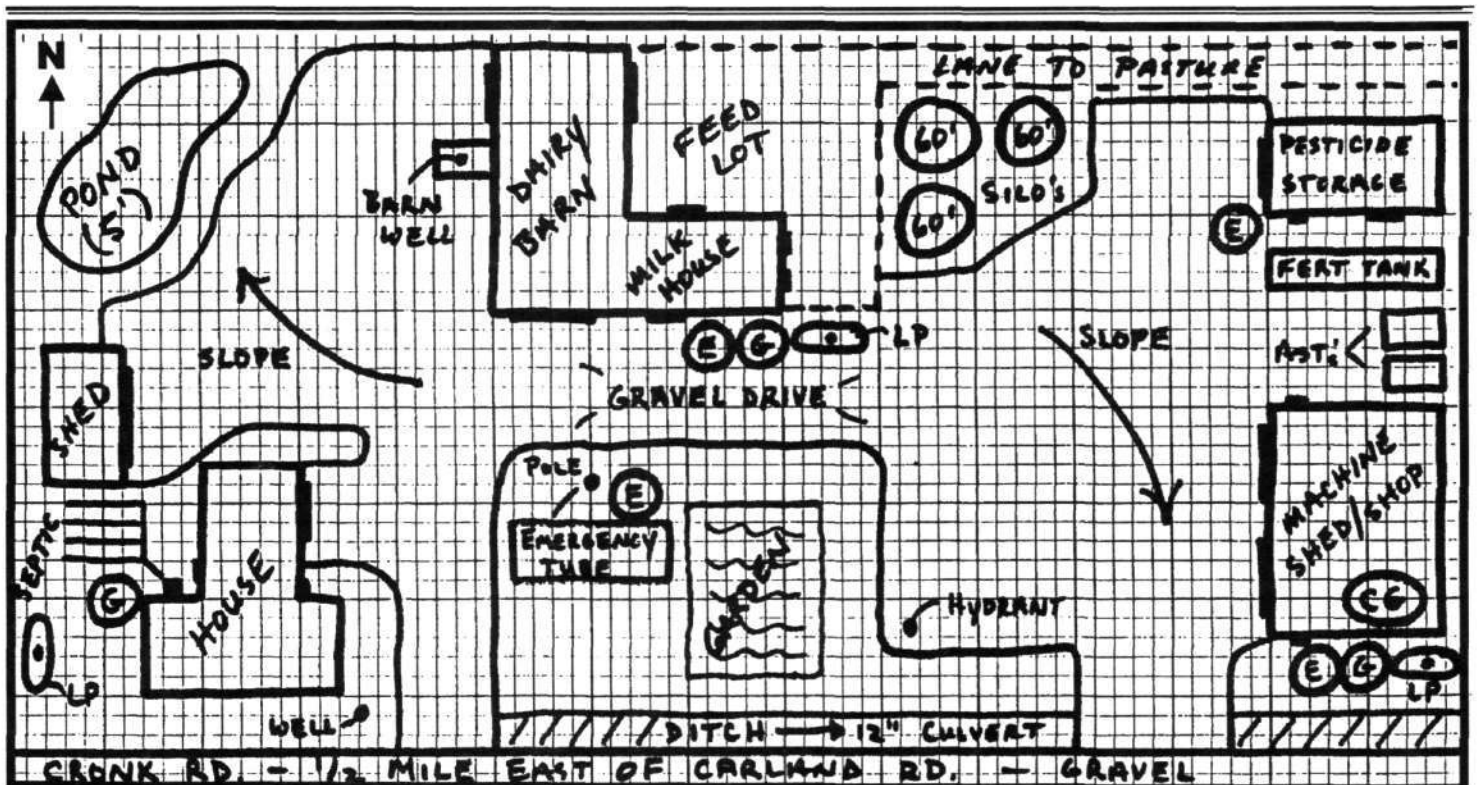 N
LANE TO PASTURE
POND
(5')
BARN
WELL
DAIRY
BARN
FEED
LOT
MILK
HOUSE
60'
60'
60'
SILO'S
PESTICIDE
STORAGE
E
FERT TANK
AST'S
SLOPE
E
G
LP
SLOPE
GRAVEL DRIVE
SHED
POLE
E
EMERGENCY
TUBE
GARDEN
MACHINE
SHED/SHOP
CG
SEPTIC
G
HOUSE
HYDRANT
LP
E
G
LP
WELL
DITCH
12" CULVERT
CRONK RD. - 1/2 MILE EAST OF CARLAND RD. - GRAVEL